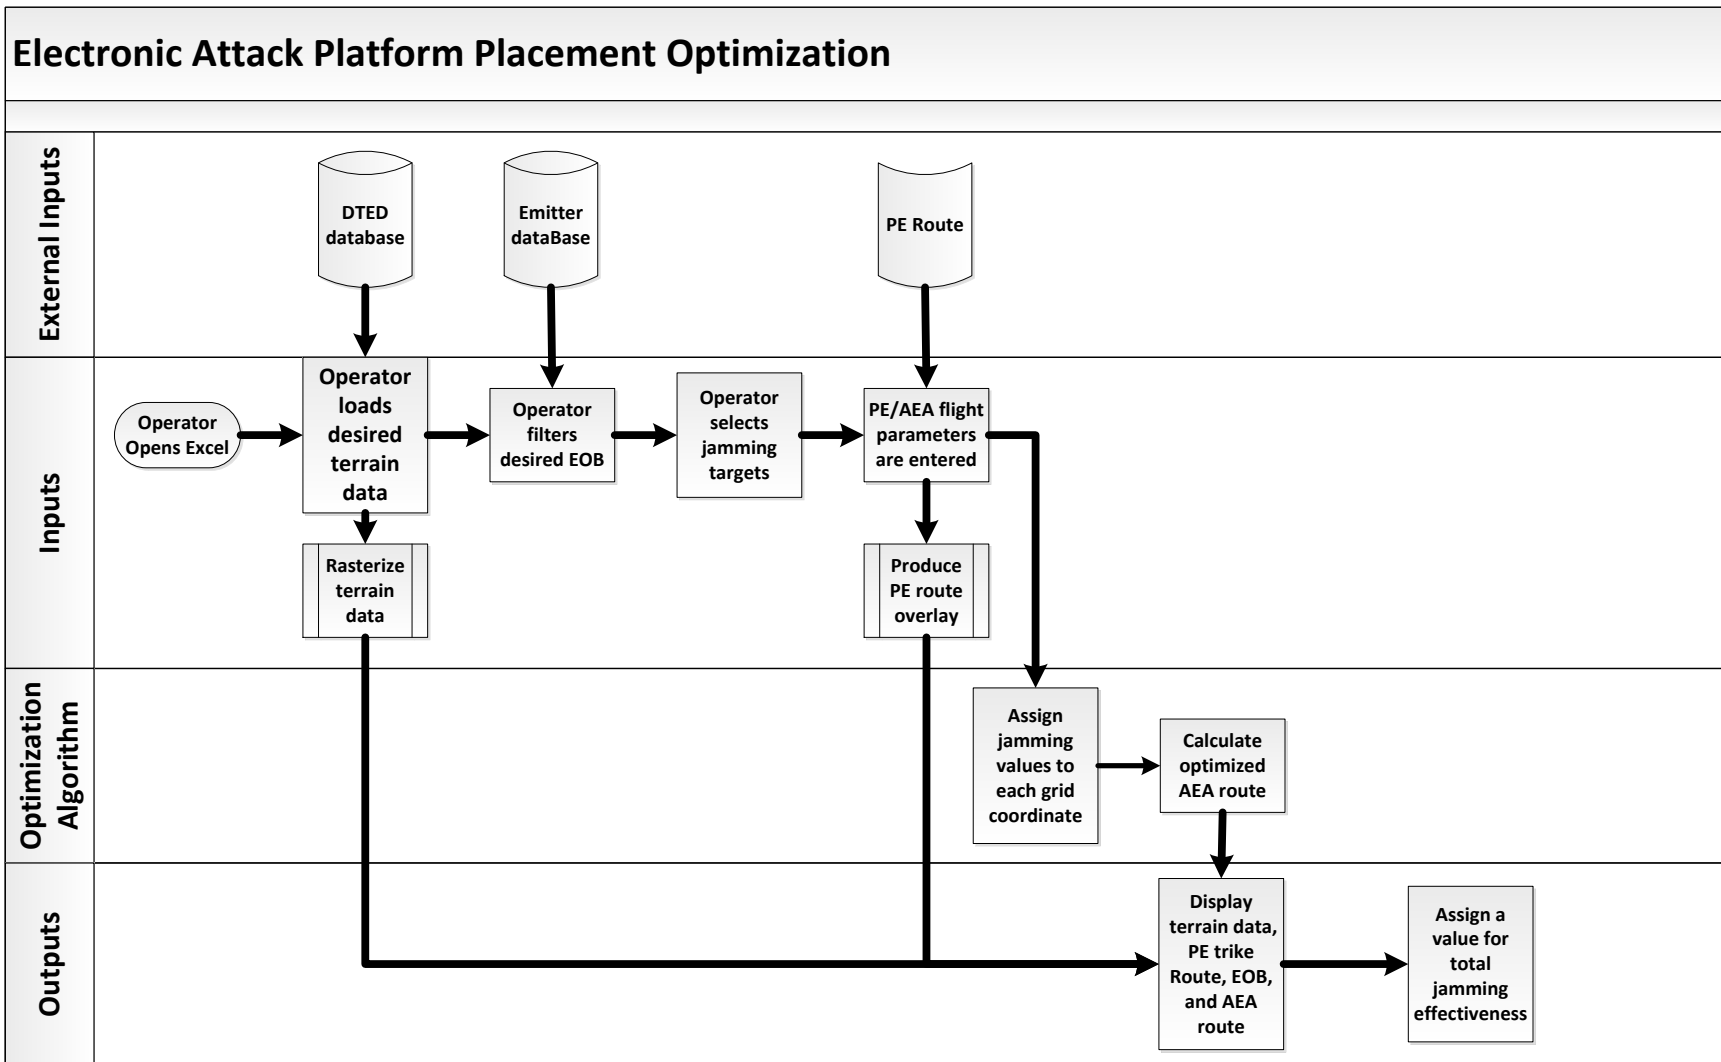 Electronic Attack Platform Placement Optimization
External Inputs
DTED
database
Emitter
dataBase
PE Route
Inputs
Operator
Opens Excel
Operator
loads
desired
terrain
data
Operator
filters
desired EOB
Operator
selects
jamming
targets
PE/AEA flight
parameters
are entered
Rasterize
terrain
data
Produce
PE route
overlay
Optimization
Algorithm
Assign
jamming
values to
each grid
coordinate
Calculate
optimized
AEA route
Outputs
Display
terrain data,
PE trike
Route, EOB,
and AEA
route
Assign a
value for
total
jamming
effectiveness